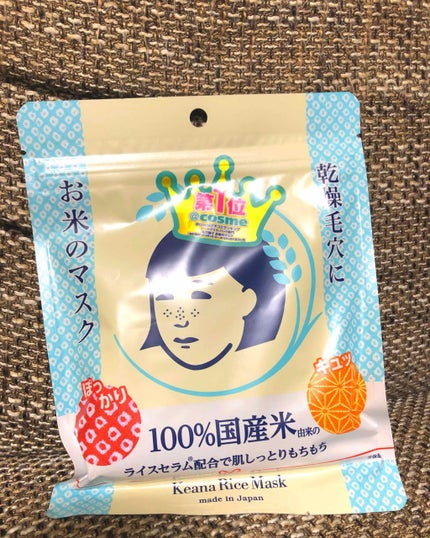 乾燥毛穴に
お米のマスク
第1位
@cosme
ぽっかり
キュッ
100%国産米由来の
ライスセラム®配合で肌しっとりもちもち
Keana Rice Mask
made in Japan